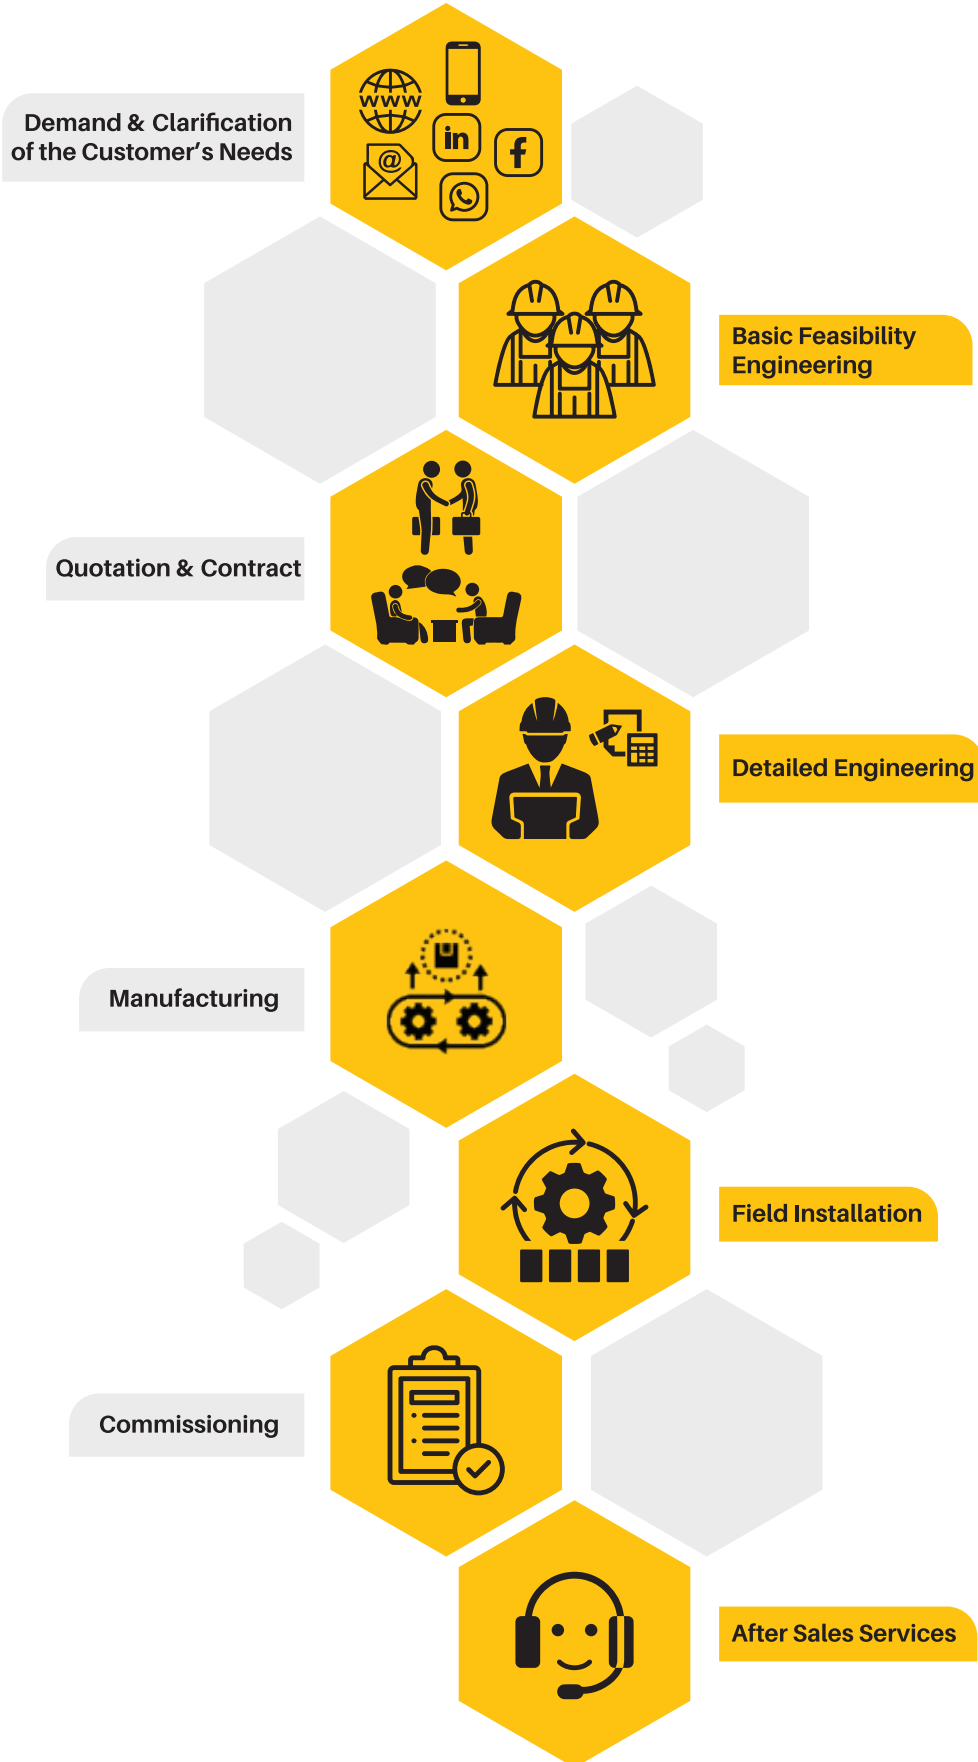 Demand & Clarification
of the Customer's Needs
www
@
in
f
Basic Feasibility
Engineering
Quotation & Contract
Detailed Engineering
Manufacturing
Field Installation
Commissioning
After Sales Services